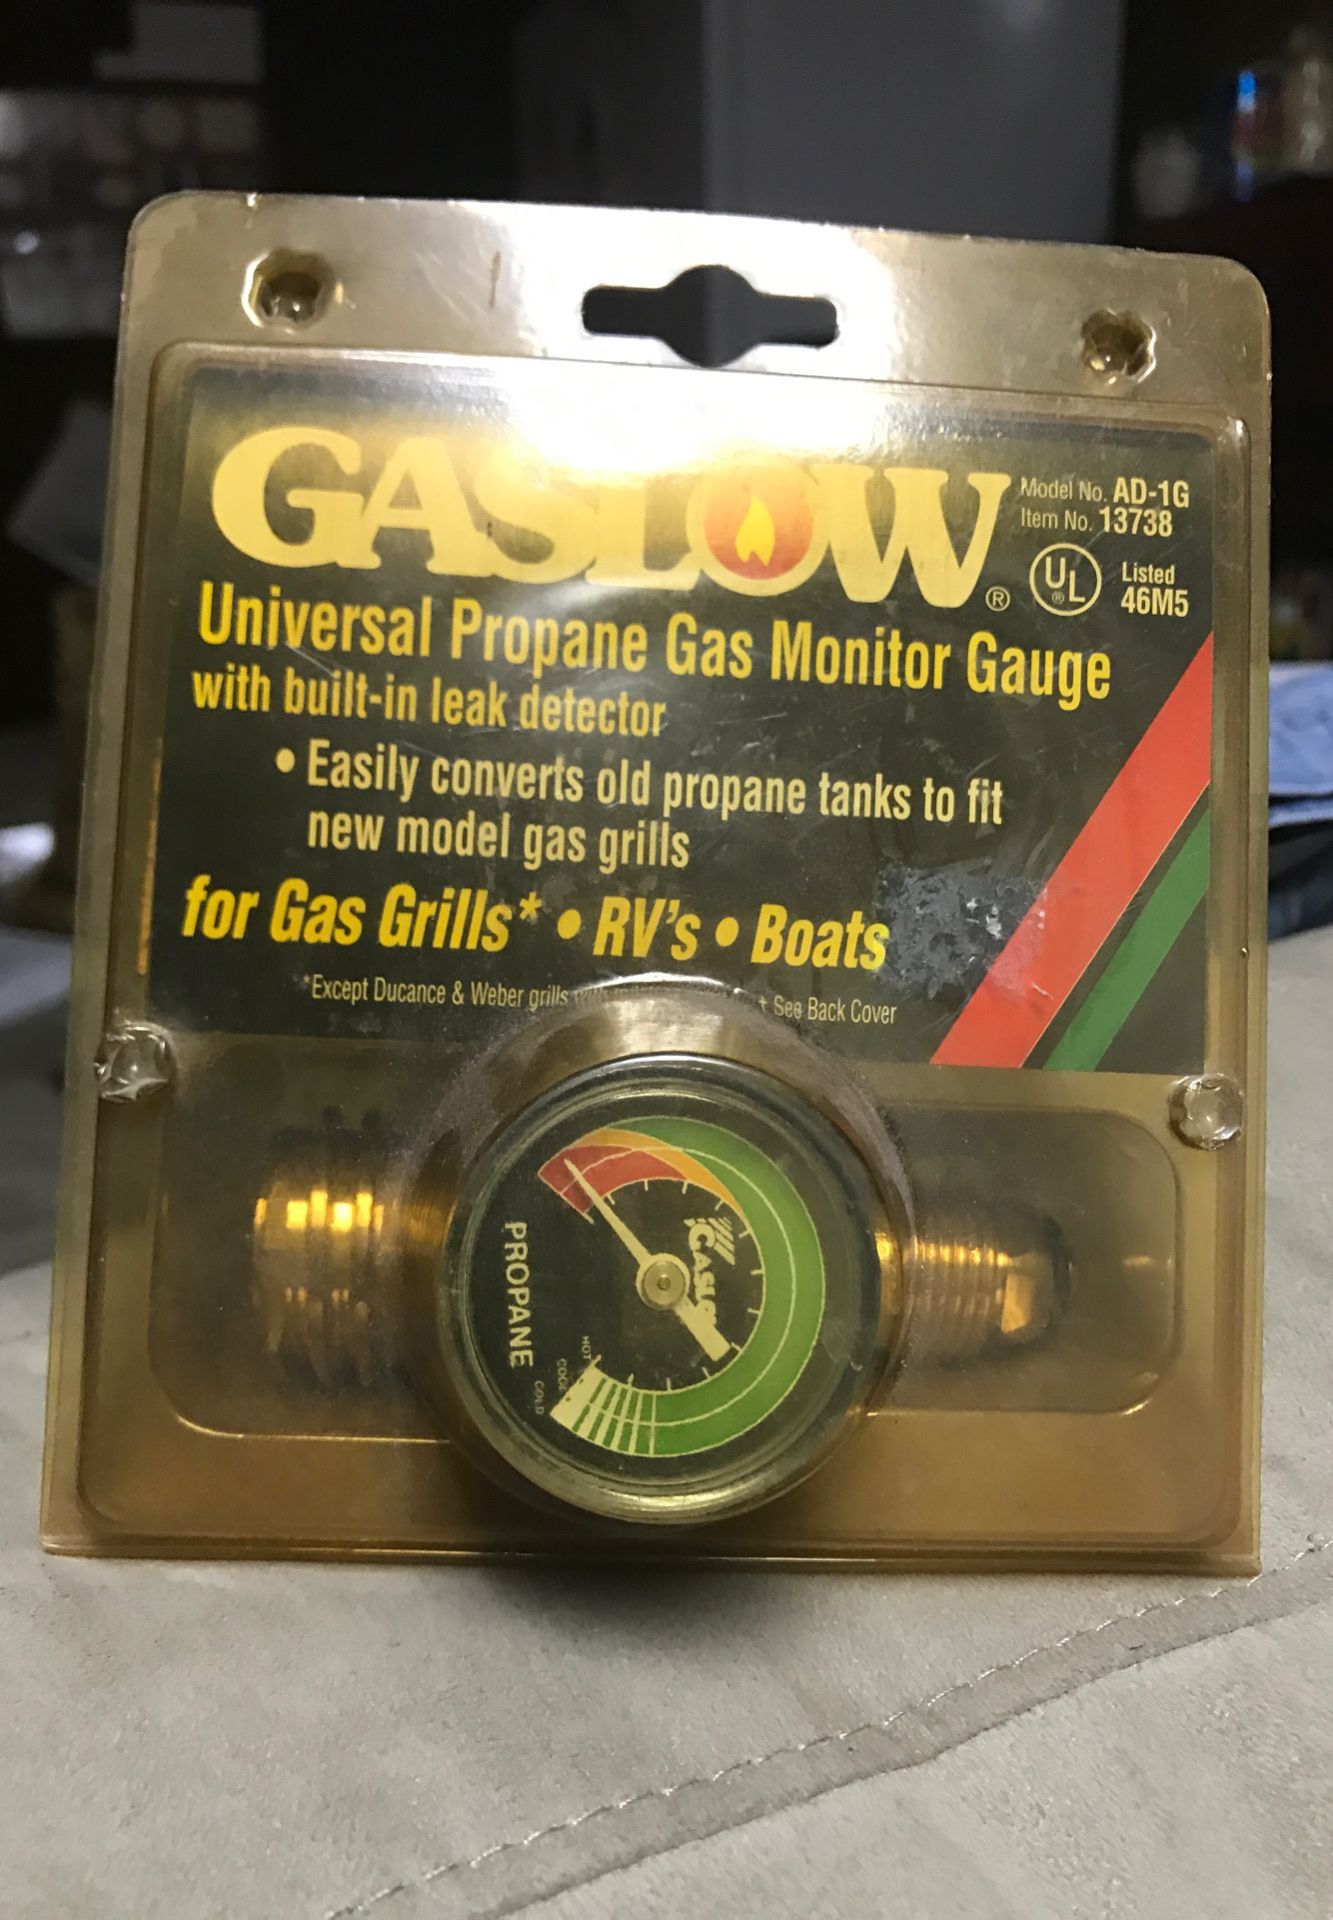 GASLOW®
Model No. AD-1G
Item No. 13738
UL® Listed
46M5
Universal Propane Gas Monitor Gauge
with built-in leak detector
• Easily converts old propane tanks to fit
new model gas grills
for Gas Grills* • RV's • Boats
*Except Ducance & Weber grills See Back Cover
GASLOW
PROPANE
HOT
COOL
COLD